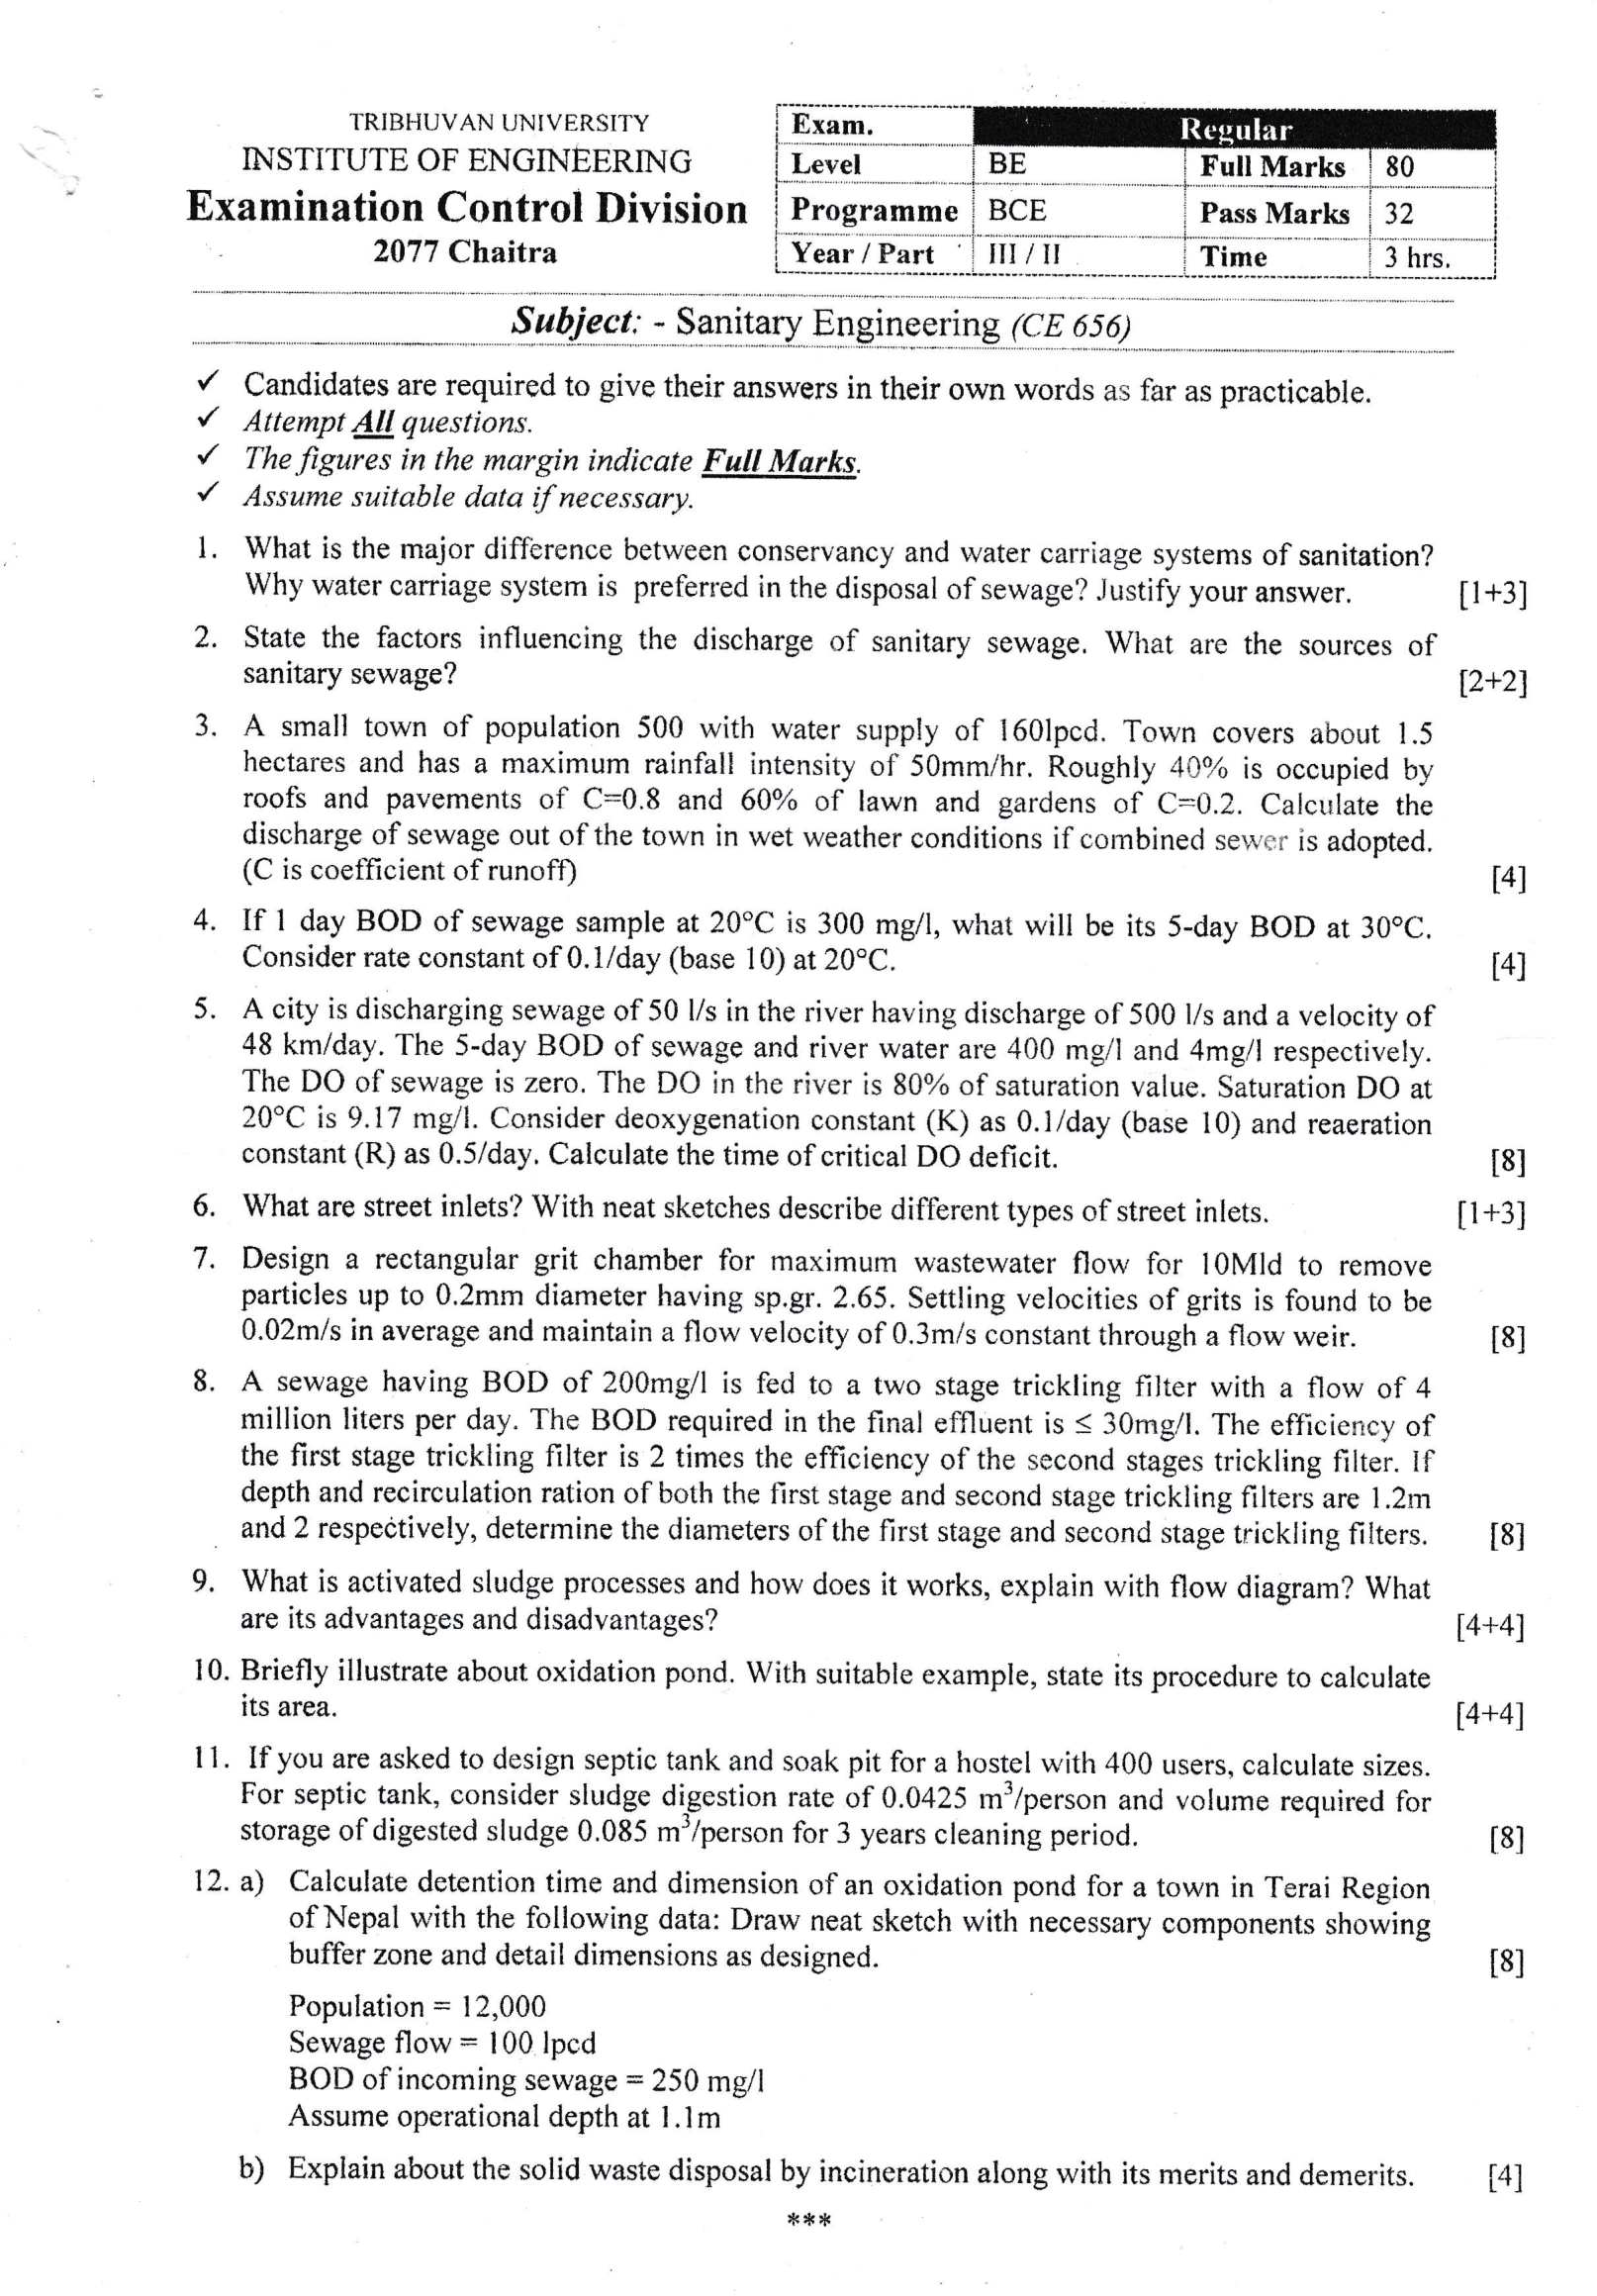 TRIBHUVAN UNIVERSITY
INSTITUTE OF ENGINEERING
Examination Control Division
2077 Chaitra
Exam. Regular
Level BE Full Marks 80
Programme BCE Pass Marks 32
Year / Part III / II Time 3 hrs.
Subject: - Sanitary Engineering (CE 656)
✓ Candidates are required to give their answers in their own words as far as practicable.
✓ Attempt All questions.
✓ The figures in the margin indicate Full Marks.
✓ Assume suitable data if necessary.
1. What is the major difference between conservancy and water carriage systems of sanitation?
Why water carriage system is preferred in the disposal of sewage? Justify your answer. [1+3]
2. State the factors influencing the discharge of sanitary sewage. What are the sources of
sanitary sewage? [2+2]
3. A small town of population 500 with water supply of 160lpcd. Town covers about 1.5
hectares and has a maximum rainfall intensity of 50mm/hr. Roughly 40% is occupied by
roofs and pavements of C=0.8 and 60% of lawn and gardens of C=0.2. Calculate the
discharge of sewage out of the town in wet weather conditions if combined sewer is adopted.
(C is coefficient of runoff) [4]
4. If 1 day BOD of sewage sample at 20°C is 300 mg/l, what will be its 5-day BOD at 30°C.
Consider rate constant of 0.1/day (base 10) at 20°C. [4]
5. A city is discharging sewage of 50 l/s in the river having discharge of 500 l/s and a velocity of
48 km/day. The 5-day BOD of sewage and river water are 400 mg/l and 4mg/l respectively.
The DO of sewage is zero. The DO in the river is 80% of saturation value. Saturation DO at
20°C is 9.17 mg/l. Consider deoxygenation constant (K) as 0.1/day (base 10) and reaeration
constant (R) as 0.5/day. Calculate the time of critical DO deficit. [8]
6. What are street inlets? With neat sketches describe different types of street inlets. [1+3]
7. Design a rectangular grit chamber for maximum wastewater flow for 10Mld to remove
particles up to 0.2mm diameter having sp.gr. 2.65. Settling velocities of grits is found to be
0.02m/s in average and maintain a flow velocity of 0.3m/s constant through a flow weir. [8]
8. A sewage having BOD of 200mg/l is fed to a two stage trickling filter with a flow of 4
million liters per day. The BOD required in the final effluent is ≤ 30mg/l. The efficiency of
the first stage trickling filter is 2 times the efficiency of the second stages trickling filter. If
depth and recirculation ration of both the first stage and second stage trickling filters are 1.2m
and 2 respectively, determine the diameters of the first stage and second stage trickling filters. [8]
9. What is activated sludge processes and how does it works, explain with flow diagram? What
are its advantages and disadvantages? [4+4]
10. Briefly illustrate about oxidation pond. With suitable example, state its procedure to calculate
its area. [4+4]
11. If you are asked to design septic tank and soak pit for a hostel with 400 users, calculate sizes.
For septic tank, consider sludge digestion rate of 0.0425 m³/person and volume required for
storage of digested sludge 0.085 m³/person for 3 years cleaning period. [8]
12. a) Calculate detention time and dimension of an oxidation pond for a town in Terai Region
of Nepal with the following data: Draw neat sketch with necessary components showing
buffer zone and detail dimensions as designed. [8]
Population = 12,000
Sewage flow = 100 lpcd
BOD of incoming sewage = 250 mg/l
Assume operational depth at 1.1m
b) Explain about the solid waste disposal by incineration along with its merits and demerits. [4]
***